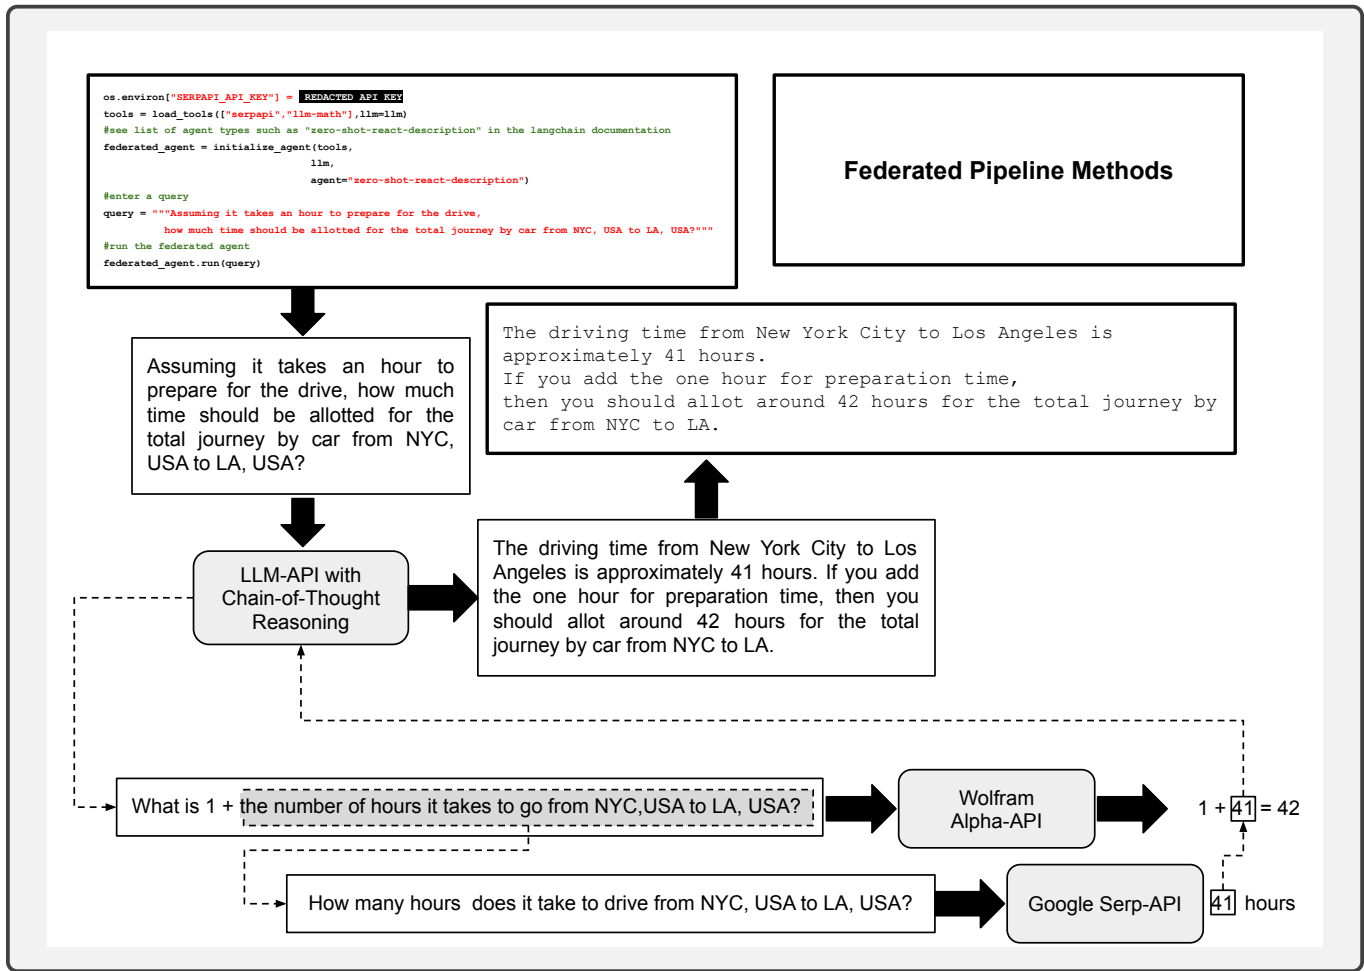 os.environ["SERPAPI_API_KEY"] = REDACTED API KEY
tools = load_tools(["serpapi","llm-math"],llm=llm)
#see list of agent types such as "zero-shot-react-description" in the langchain documentation
federated_agent = initialize_agent(tools,
llm,
agent="zero-shot-react-description")
#enter a query
query = """Assuming it takes an hour to prepare for the drive,
how much time should be allotted for the total journey by car from NYC, USA to LA, USA?"""
#run the federated agent
federated_agent.run(query)
Federated Pipeline Methods
Assuming it takes an hour to
prepare for the drive, how much
time should be allotted for the
total journey by car from NYC,
USA to LA, USA?
The driving time from New York City to Los Angeles is
approximately 41 hours.
If you add the one hour for preparation time,
then you should allot around 42 hours for the total journey by
car from NYC to LA.
LLM-API with
Chain-of-Thought
Reasoning
The driving time from New York City to Los
Angeles is approximately 41 hours. If you add
the one hour for preparation time, then you
should allot around 42 hours for the total
journey by car from NYC to LA.
What is 1 + the number of hours it takes to go from NYC,USA to LA, USA?
Wolfram
Alpha-API
1 + 41 = 42
How many hours does it take to drive from NYC, USA to LA, USA?
Google Serp-API
41 hours